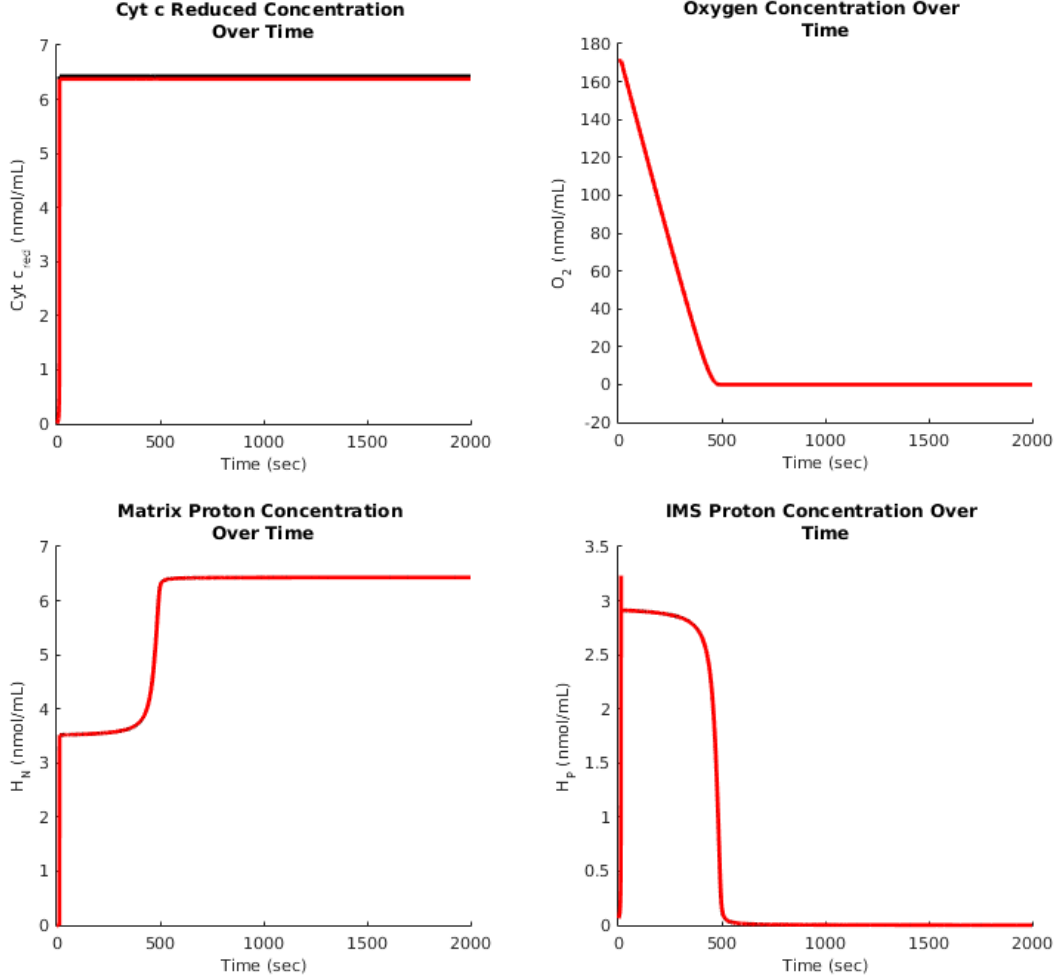 Cyt c Reduced Concentration
Over Time
7
6
5
4
3
2
1
0
Cyt c_red (nmol/mL)
0 500 1000 1500 2000
Time (sec)
Oxygen Concentration Over
Time
180
160
140
120
100
80
60
40
20
0
-20
O_2 (nmol/mL)
0 500 1000 1500 2000
Time (sec)
Matrix Proton Concentration
Over Time
7
6
5
4
3
2
1
0
H_N (nmol/mL)
0 500 1000 1500 2000
Time (sec)
IMS Proton Concentration Over
Time
3.5
3
2.5
2
1.5
1
0.5
0
H_P (nmol/mL)
0 500 1000 1500 2000
Time (sec)